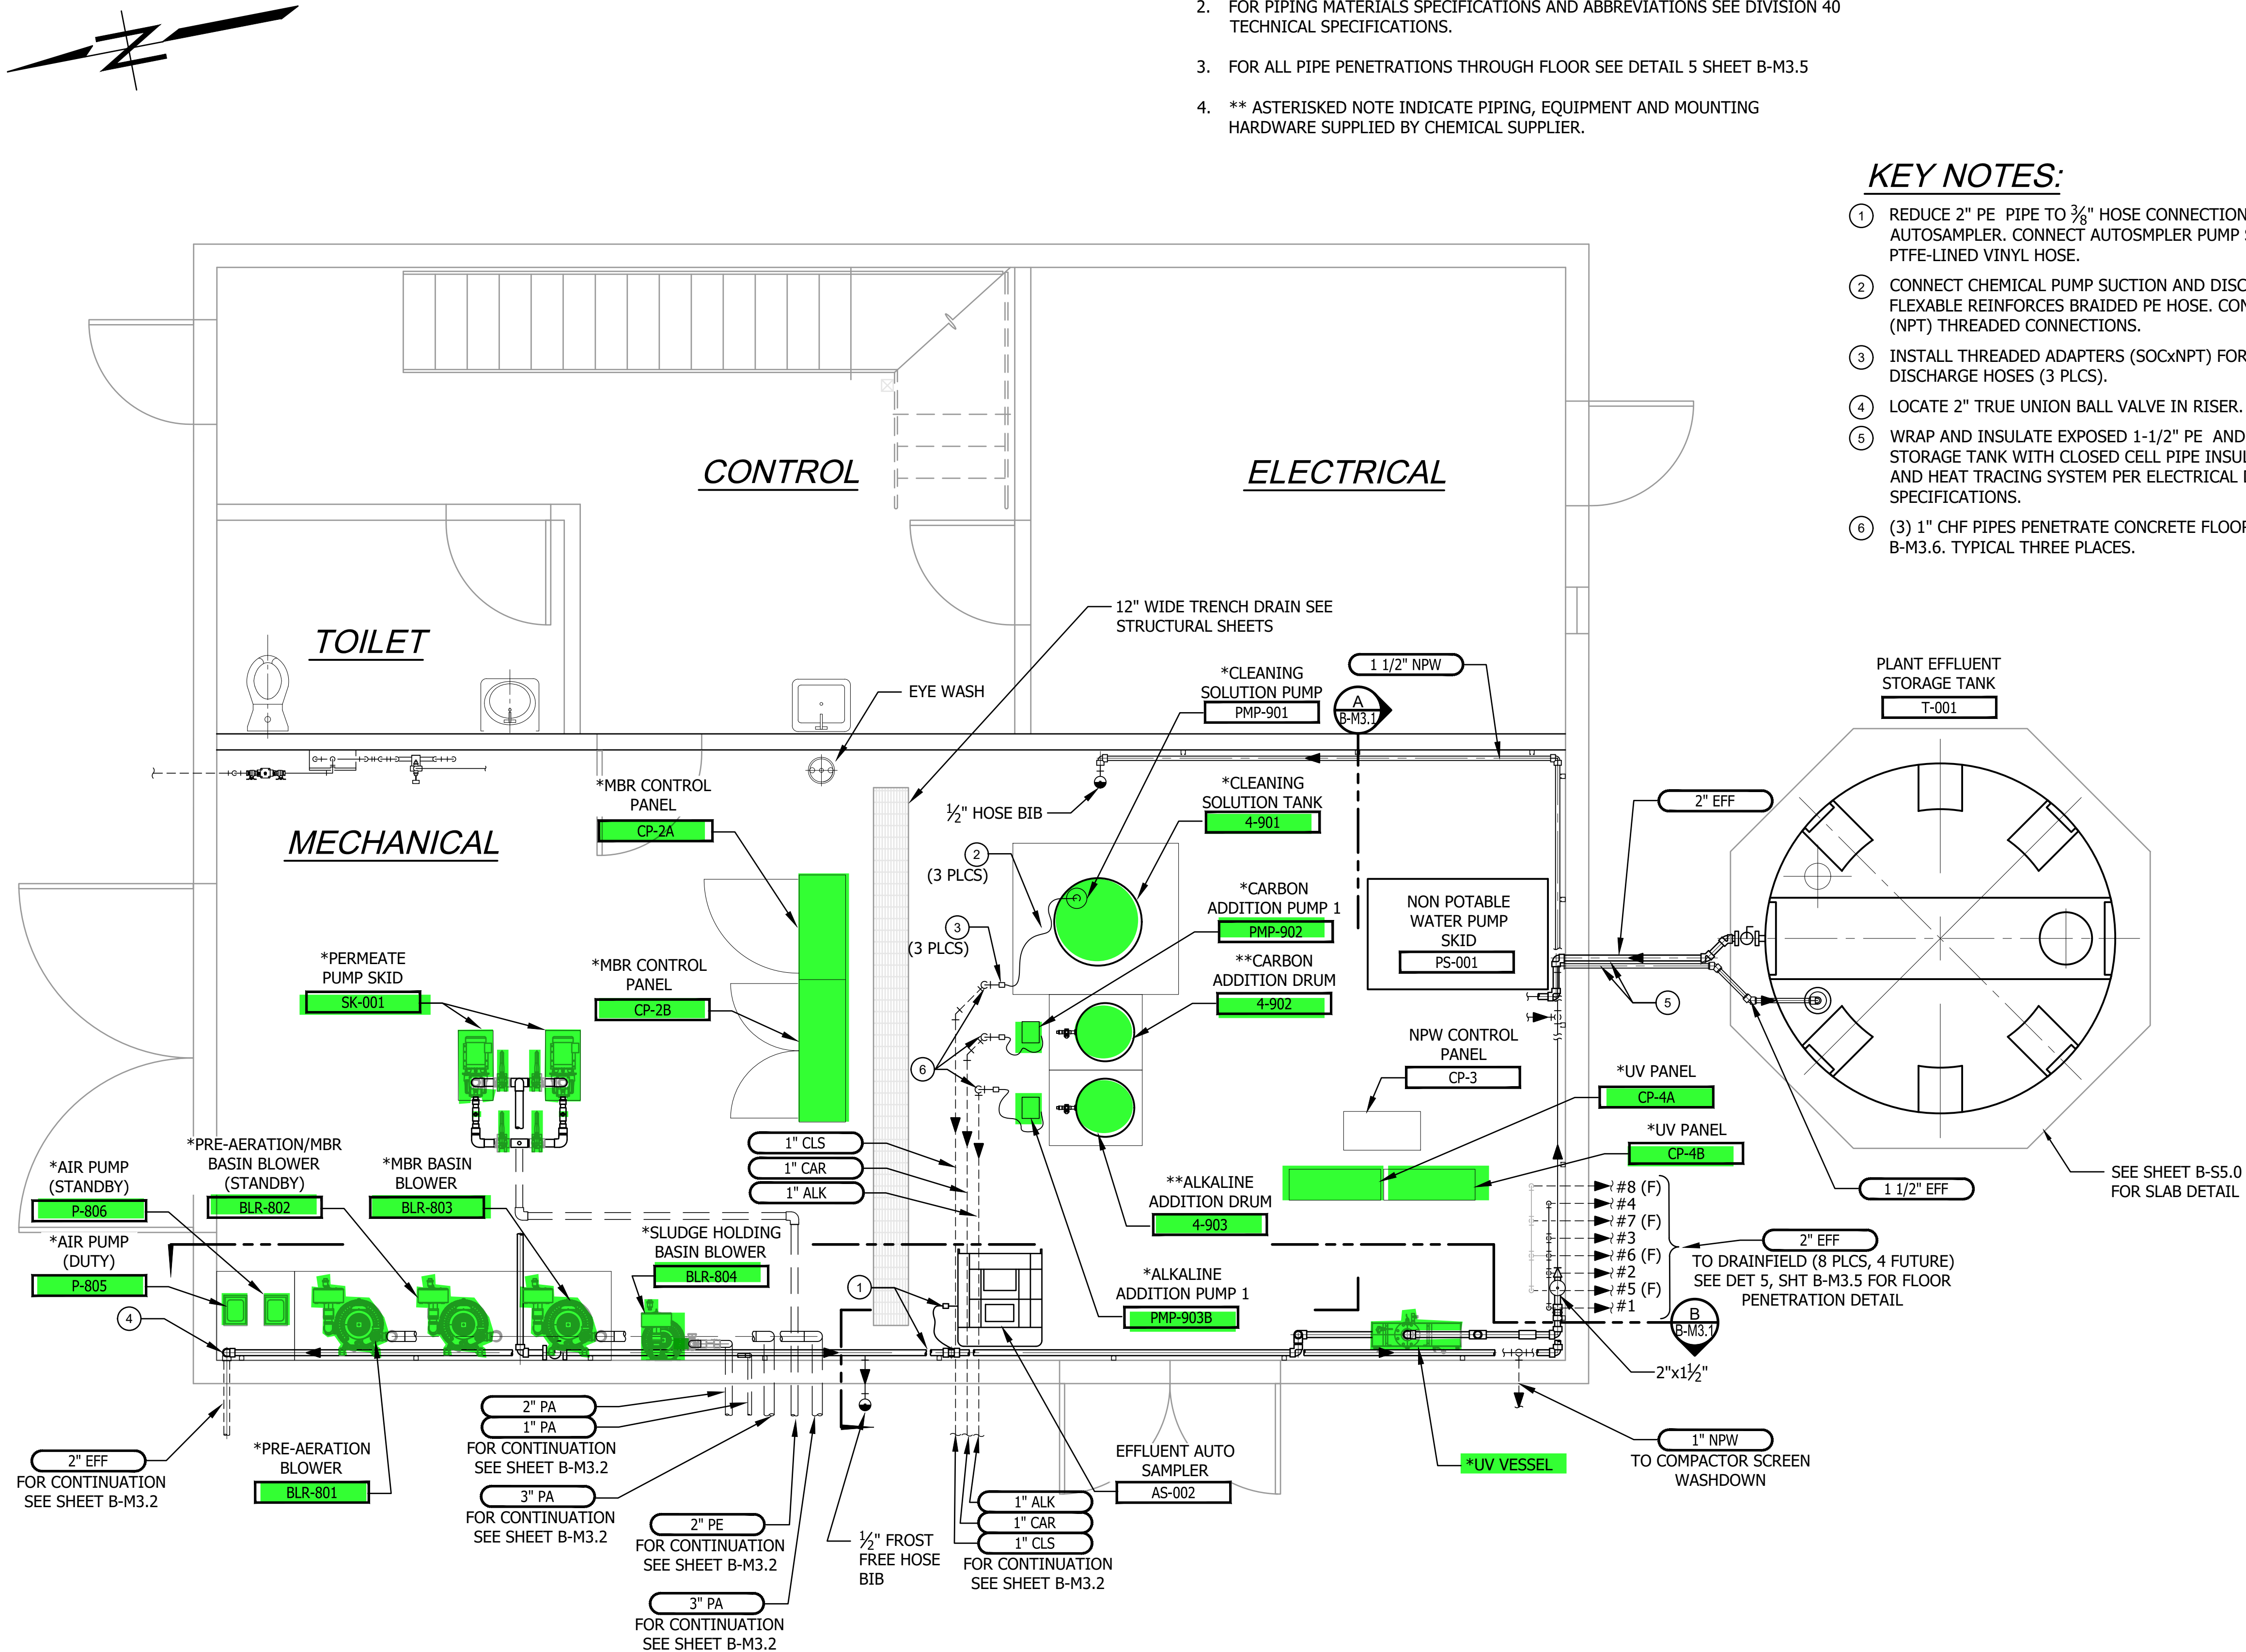 2. FOR PIPING MATERIALS SPECIFICATIONS AND ABBREVIATIONS SEE DIVISION 40
TECHNICAL SPECIFICATIONS.
3. FOR ALL PIPE PENETRATIONS THROUGH FLOOR SEE DETAIL 5 SHEET B-M3.5
4. ** ASTERISKED NOTE INDICATE PIPING, EQUIPMENT AND MOUNTING
HARDWARE SUPPLIED BY CHEMICAL SUPPLIER.
N
KEY NOTES:
1 REDUCE 2" PE PIPE TO 3/8" HOSE CONNECTION
AUTOSAMPLER. CONNECT AUTOSMPLER PUMP
PTFE-LINED VINYL HOSE.
2 CONNECT CHEMICAL PUMP SUCTION AND DISC
FLEXABLE REINFORCES BRAIDED PE HOSE. CON
(NPT) THREADED CONNECTIONS.
3 INSTALL THREADED ADAPTERS (SOCxNPT) FOR
DISCHARGE HOSES (3 PLCS).
4 LOCATE 2" TRUE UNION BALL VALVE IN RISER.
5 WRAP AND INSULATE EXPOSED 1-1/2" PE AND
STORAGE TANK WITH CLOSED CELL PIPE INSUL
AND HEAT TRACING SYSTEM PER ELECTRICAL
SPECIFICATIONS.
6 (3) 1" CHF PIPES PENETRATE CONCRETE FLOOR
B-M3.6. TYPICAL THREE PLACES.
CONTROL
ELECTRICAL
TOILET
MECHANICAL
12" WIDE TRENCH DRAIN SEE
STRUCTURAL SHEETS
EYE WASH
*CLEANING
SOLUTION PUMP
PMP-901
A
B-M3.1
1 1/2" NPW
PLANT EFFLUENT
STORAGE TANK
T-001
*MBR CONTROL
PANEL
CP-2A
1/2" HOSE BIB
*CLEANING
SOLUTION TANK
4-901
2" EFF
2
(3 PLCS)
3
(3 PLCS)
*CARBON
ADDITION PUMP 1
PMP-902
NON POTABLE
WATER PUMP
SKID
PS-001
*PERMEATE
PUMP SKID
SK-001
*MBR CONTROL
PANEL
CP-2B
**CARBON
ADDITION DRUM
4-902
5
NPW CONTROL
PANEL
CP-3
6
*UV PANEL
CP-4A
*UV PANEL
CP-4B
1" CLS
1" CAR
1" ALK
*AIR PUMP
(STANDBY)
P-806
*PRE-AERATION/MBR
BASIN BLOWER
(STANDBY)
BLR-802
*MBR BASIN
BLOWER
BLR-803
**ALKALINE
ADDITION DRUM
4-903
SEE SHEET B-S5.0
FOR SLAB DETAIL
1 1/2" EFF
#8 (F)
#4
#7 (F)
#3
#6 (F)
#2
#5 (F)
#1
2" EFF
TO DRAINFIELD (8 PLCS, 4 FUTURE)
SEE DET 5, SHT B-M3.5 FOR FLOOR
PENETRATION DETAIL
*AIR PUMP
(DUTY)
P-805
*SLUDGE HOLDING
BASIN BLOWER
BLR-804
1
*ALKALINE
ADDITION PUMP 1
PMP-903B
4
B
B-M3.1
2"x1 1/2"
2" EFF
FOR CONTINUATION
SEE SHEET B-M3.2
*PRE-AERATION
BLOWER
BLR-801
2" PA
1" PA
FOR CONTINUATION
SEE SHEET B-M3.2
3" PA
FOR CONTINUATION
SEE SHEET B-M3.2
2" PE
FOR CONTINUATION
SEE SHEET B-M3.2
3" PA
FOR CONTINUATION
SEE SHEET B-M3.2
1/2" FROST
FREE HOSE
BIB
1" ALK
1" CAR
1" CLS
FOR CONTINUATION
SEE SHEET B-M3.2
EFFLUENT AUTO
SAMPLER
AS-002
*UV VESSEL
1" NPW
TO COMPACTOR SCREEN
WASHDOWN